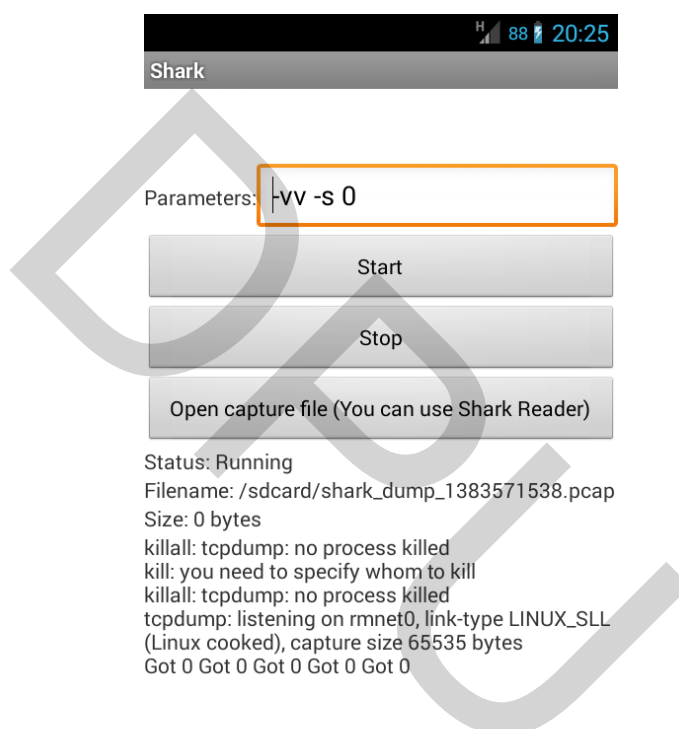 H 88 20:25
Shark
Parameters: -vv -s 0
Start
Stop
Open capture file (You can use Shark Reader)
Status: Running
Filename: /sdcard/shark_dump_1383571538.pcap
Size: 0 bytes
killall: tcpdump: no process killed
kill: you need to specify whom to kill
killall: tcpdump: no process killed
tcpdump: listening on rmnet0, link-type LINUX_SLL
(Linux cooked), capture size 65535 bytes
Got 0 Got 0 Got 0 Got 0 Got 0
DPU